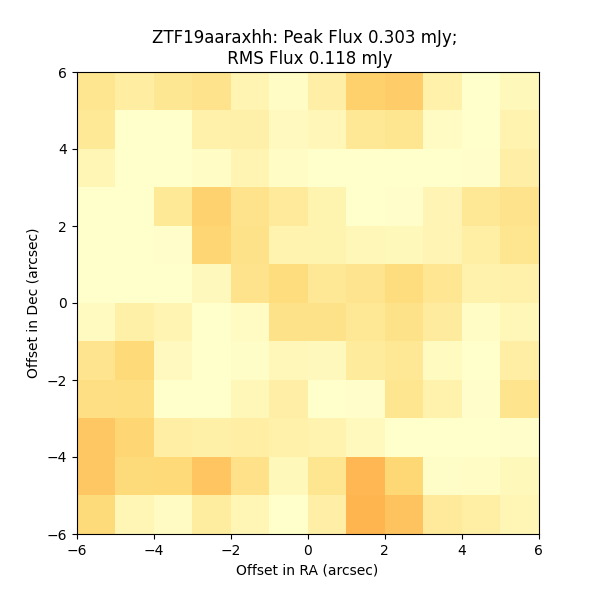 ZTF19aaraxhh: Peak Flux 0.303 mJy;
RMS Flux 0.118 mJy
6
4
2
0
−2
−4
−6
Offset in Dec (arcsec)
−6 −4 −2 0 2 4 6
Offset in RA (arcsec)